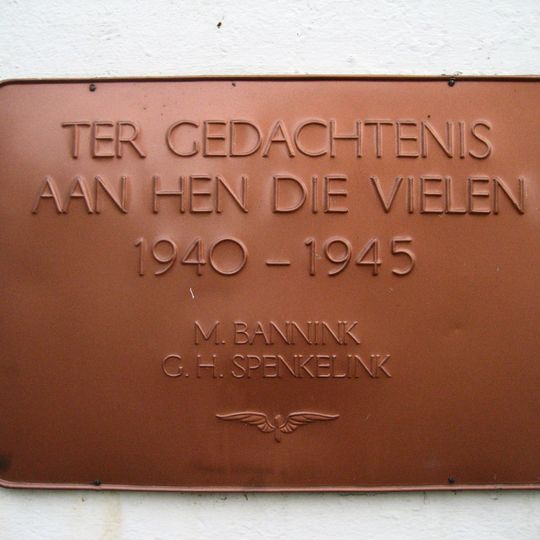 TER GEDACHTENIS
AAN HEN DIE VIELEN
1940 - 1945
M. BANNINK
G. H. SPENKELINK